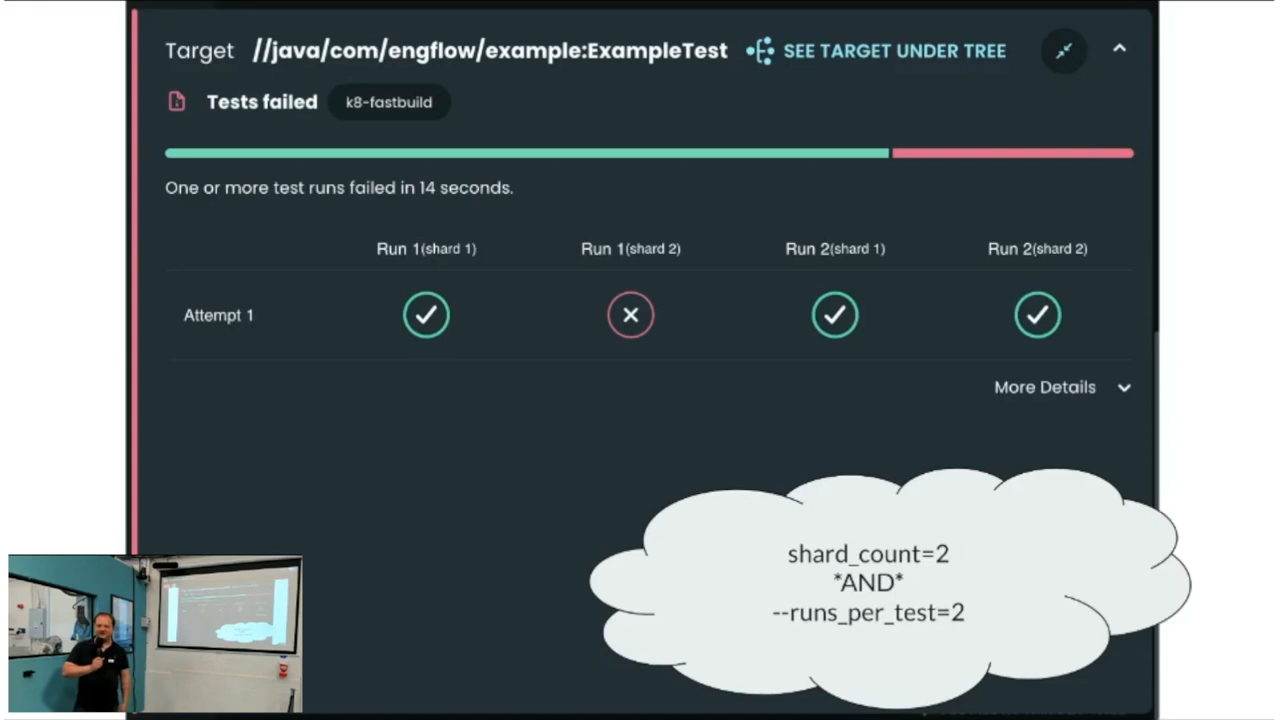 Target //java/com/engflow/example:ExampleTest SEE TARGET UNDER TREE
Tests failed k8-fastbuild
One or more test runs failed in 14 seconds.
Run 1(shard 1) Run 1(shard 2) Run 2(shard 1) Run 2(shard 2)
Attempt 1
More Details
shard_count=2
*AND*
--runs_per_test=2